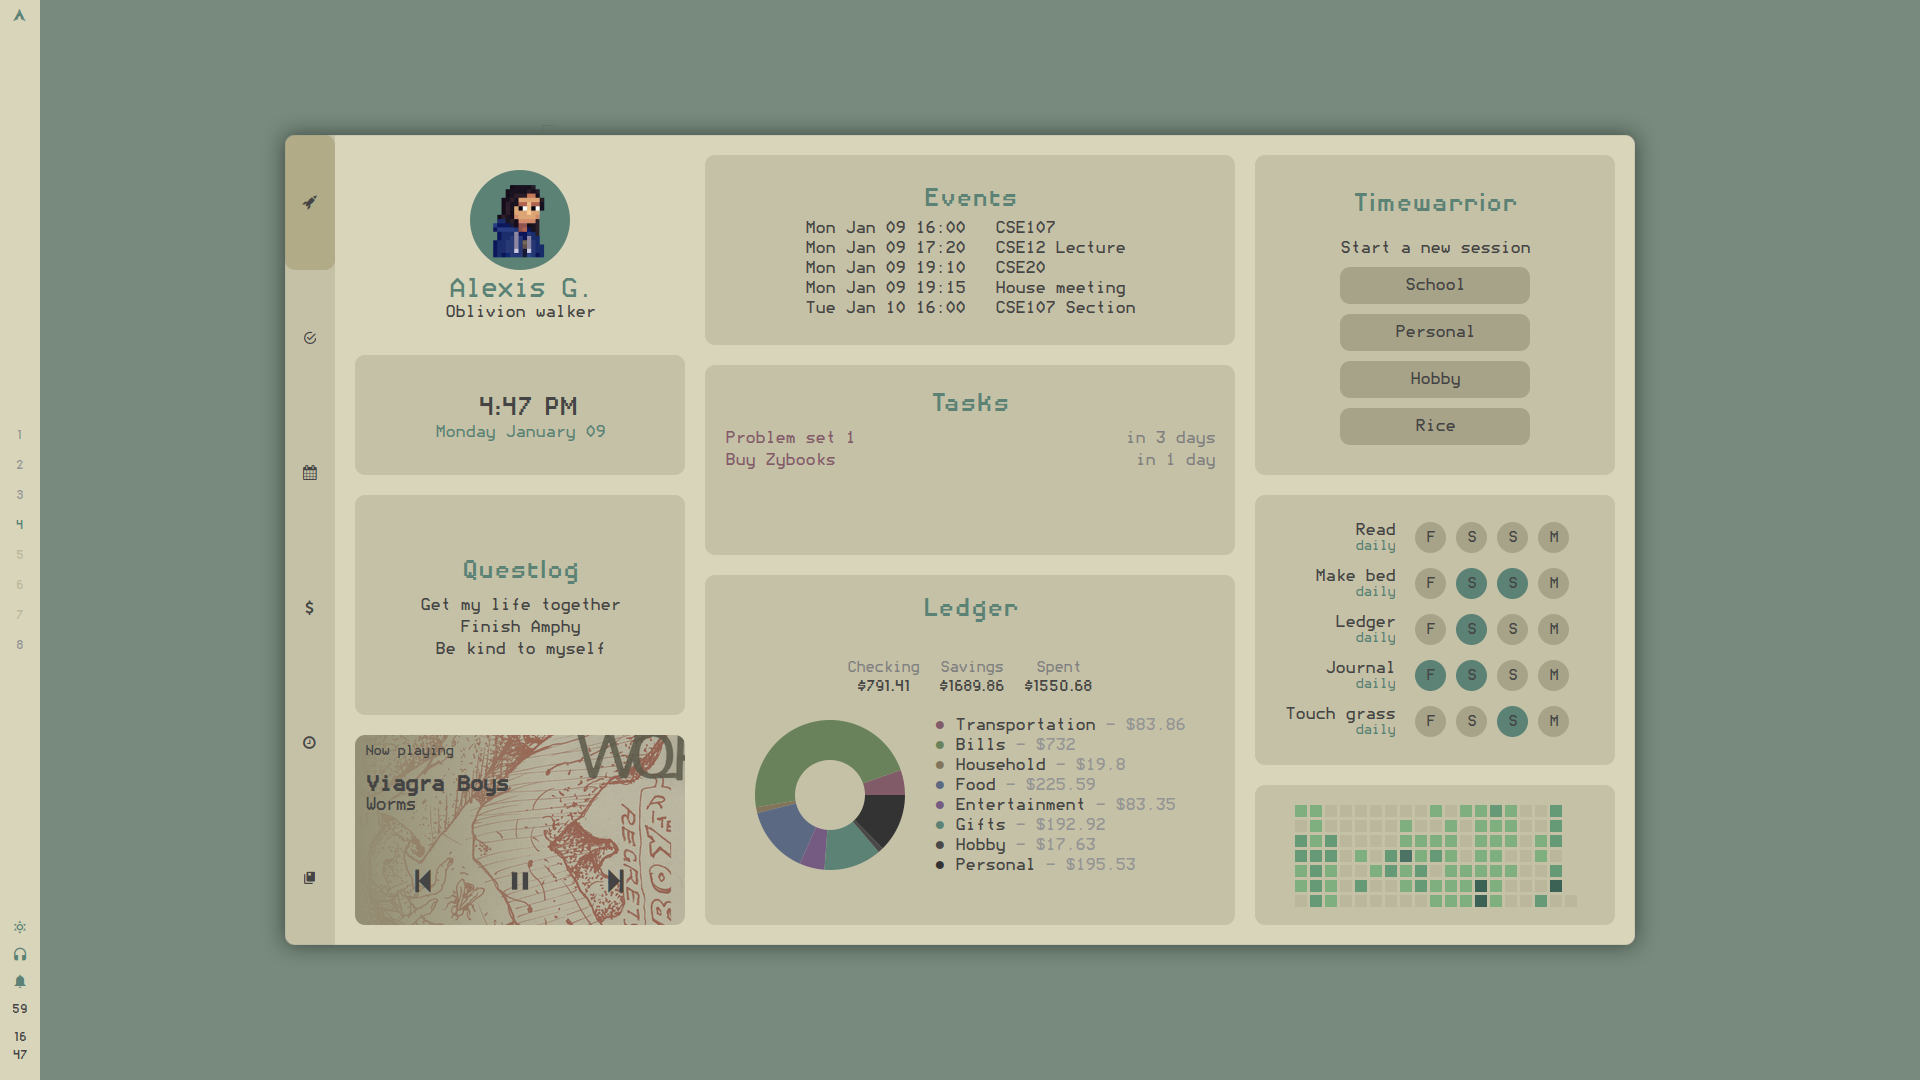 1
2
3
4
5
6
7
8
59
16
47
Alexis G.
Oblivion walker
4:47 PM
Monday January 09
Questlog
Get my life together
Finish Amphy
Be kind to myself
Now playing
Viagra Boys
Worms
WOR
REGRET
Events
Mon Jan 09 16:00 CSE107
Mon Jan 09 17:20 CSE12 Lecture
Mon Jan 09 19:10 CSE20
Mon Jan 09 19:15 House meeting
Tue Jan 10 16:00 CSE107 Section
Tasks
Problem set 1 in 3 days
Buy Zybooks in 1 day
Ledger
Checking Savings Spent
$791.41 $1689.86 $1550.68
Transportation - $83.86
Bills - $732
Household - $19.8
Food - $225.59
Entertainment - $83.35
Gifts - $192.92
Hobby - $17.63
Personal - $195.53
Timewarrior
Start a new session
School
Personal
Hobby
Rice
Read F S S M
daily
Make bed F S S M
daily
Ledger F S S M
daily
Journal F S S M
daily
Touch grass F S S M
daily